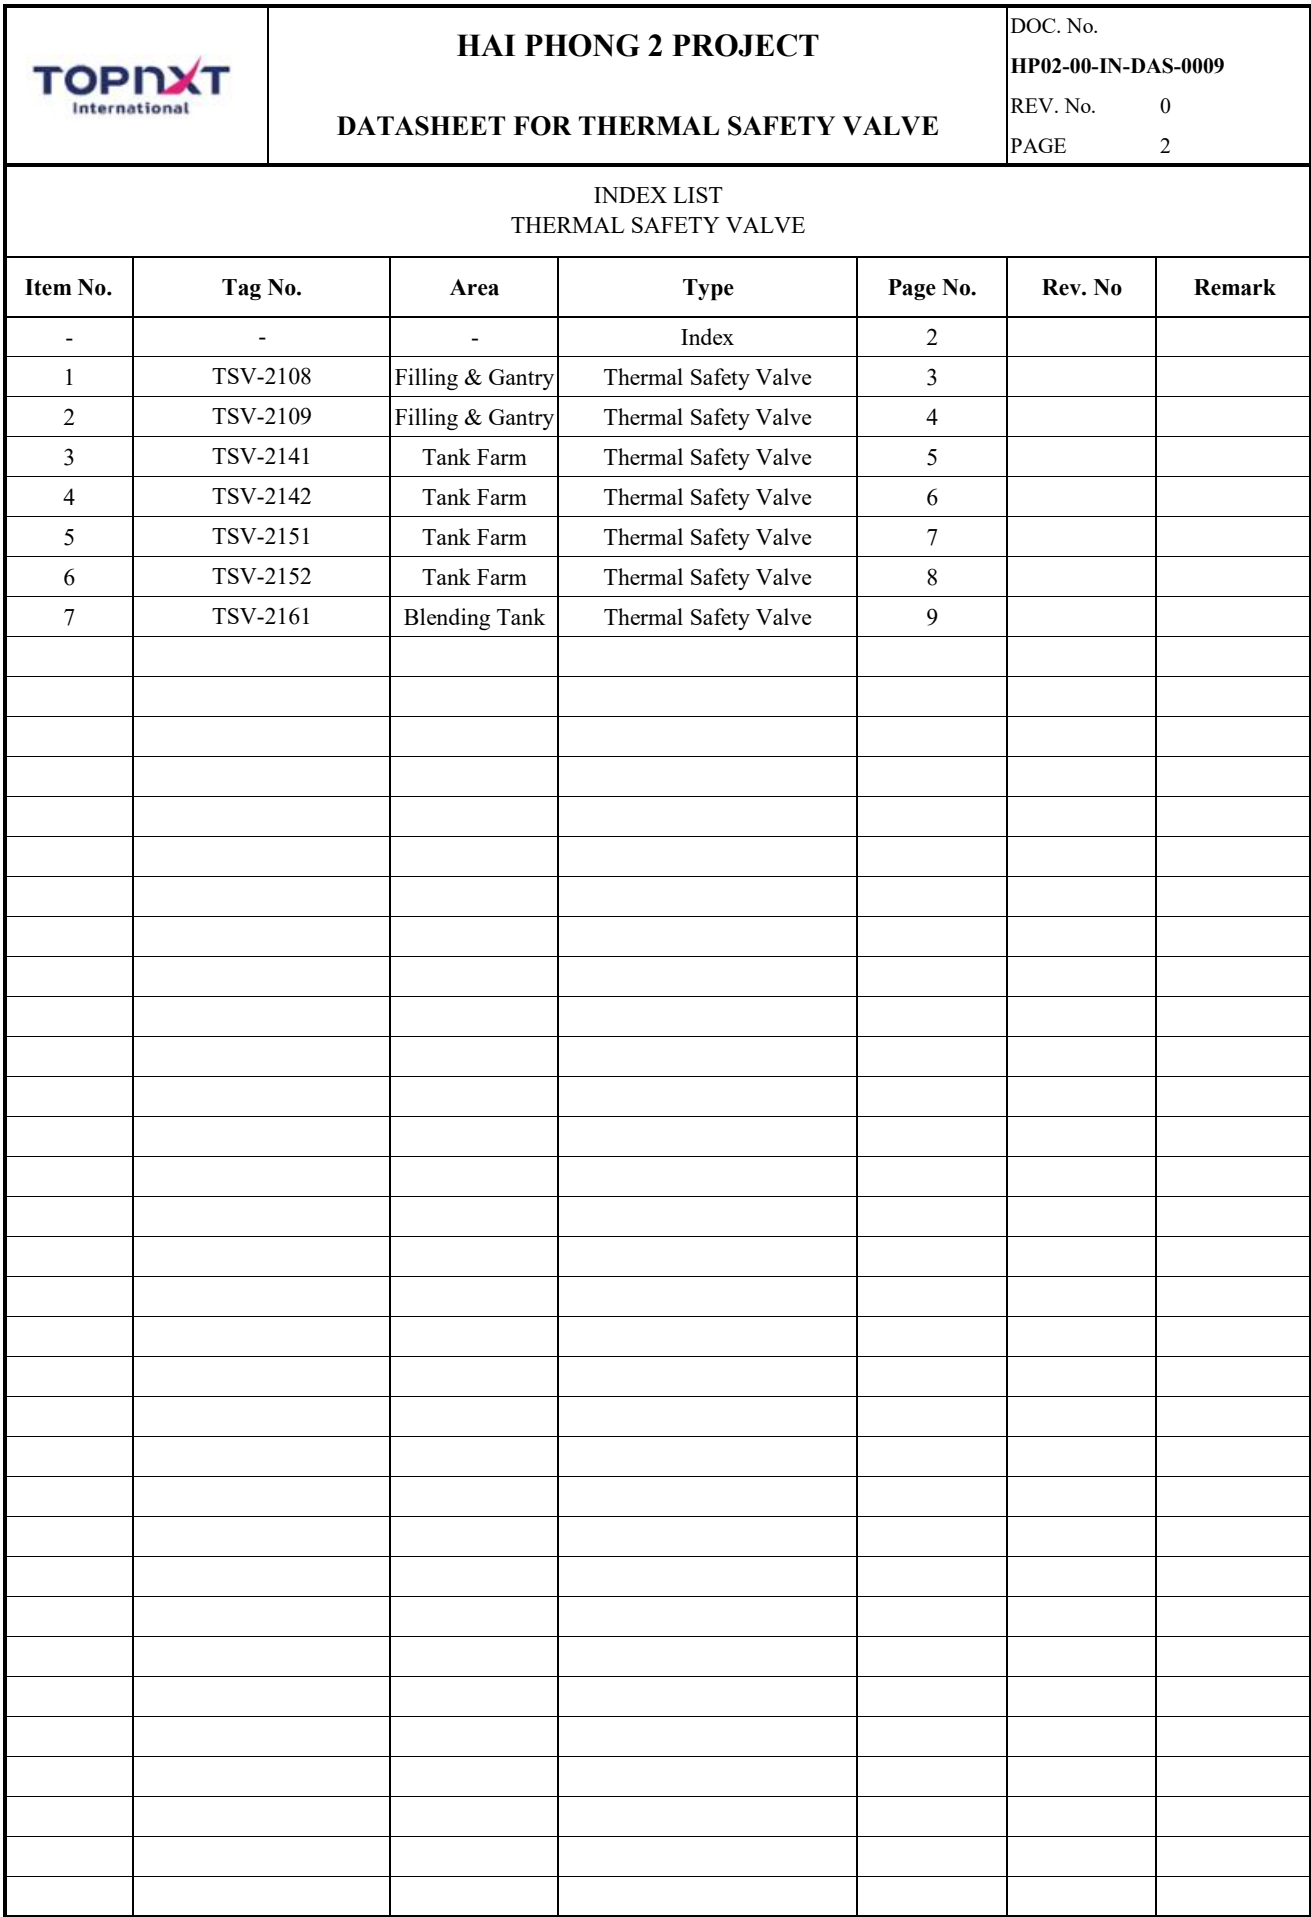 TOPNXT
International
HAI PHONG 2 PROJECT
DATASHEET FOR THERMAL SAFETY VALVE
DOC. No.
HP02-00-IN-DAS-0009
REV. No. 0
PAGE 2
INDEX LIST
THERMAL SAFETY VALVE
Item No. Tag No. Area Type Page No. Rev. No Remark
- - - Index 2
1 TSV-2108 Filling & Gantry Thermal Safety Valve 3
2 TSV-2109 Filling & Gantry Thermal Safety Valve 4
3 TSV-2141 Tank Farm Thermal Safety Valve 5
4 TSV-2142 Tank Farm Thermal Safety Valve 6
5 TSV-2151 Tank Farm Thermal Safety Valve 7
6 TSV-2152 Tank Farm Thermal Safety Valve 8
7 TSV-2161 Blending Tank Thermal Safety Valve 9